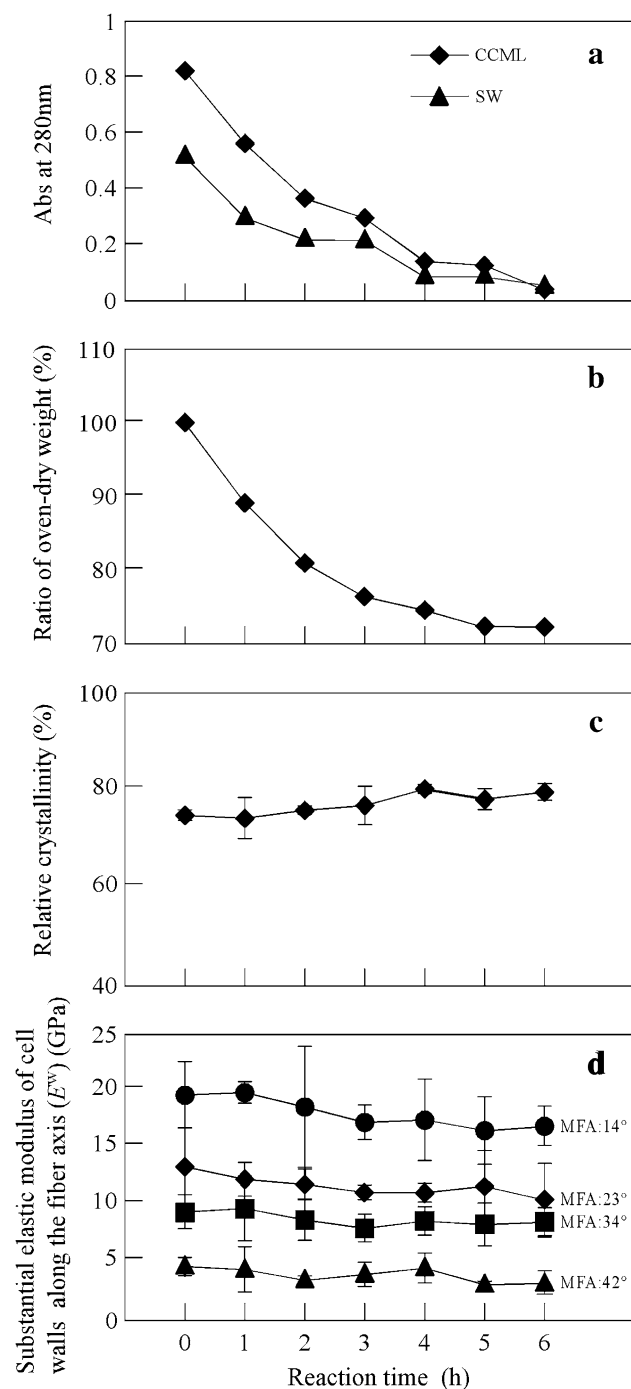 a
CCML
SW
Abs at 280nm
1
0.8
0.6
0.4
0.2
0
b
Ratio of oven-dry weight (%)
110
100
90
80
70
c
Relative crystallinity (%)
100
80
60
40
d
Substantial elastic modulus of cell
walls along the fiber axis (E^W) (GPa)
25
20
15
10
5
0
MFA:14°
MFA:23°
MFA:34°
MFA:42°
0 1 2 3 4 5 6
Reaction time (h)